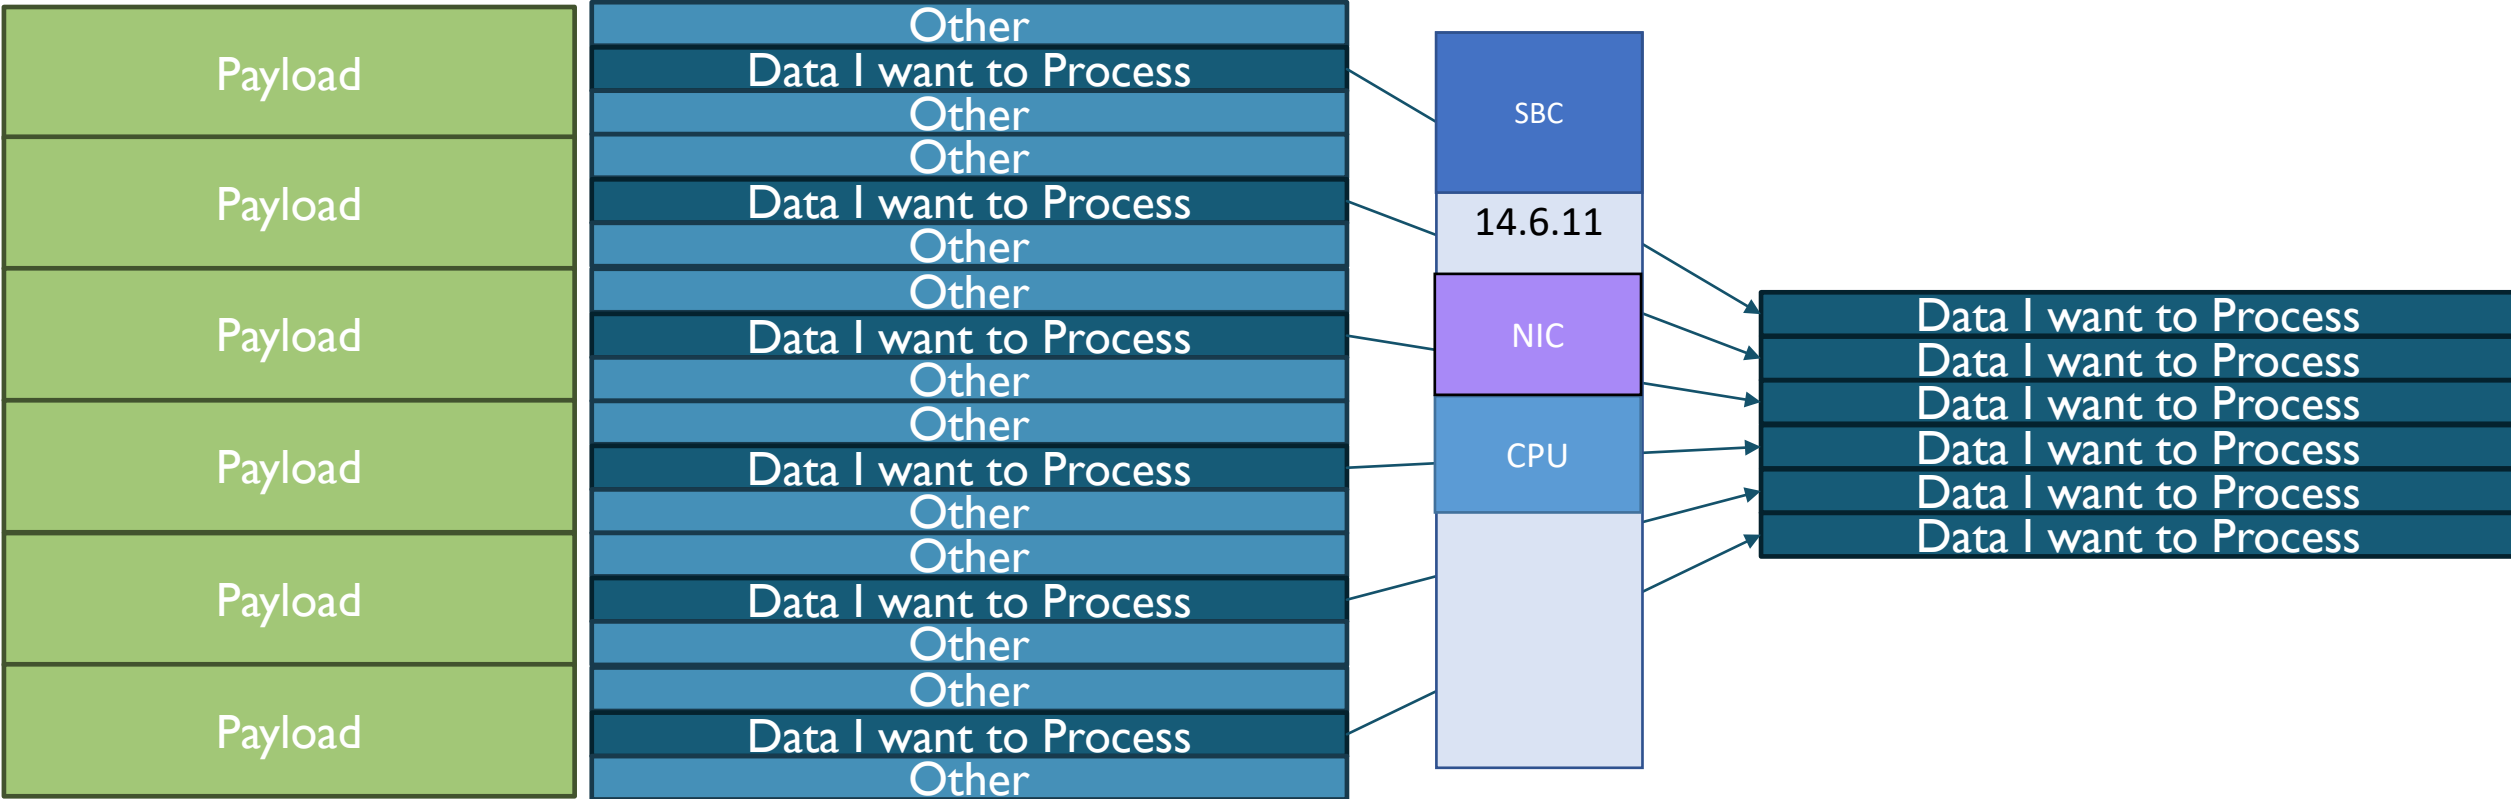 Payload
Payload
Payload
Payload
Payload
Payload
Other
Data I want to Process
Other
Other
Data I want to Process
Other
Other
Data I want to Process
Other
Other
Data I want to Process
Other
Other
Data I want to Process
Other
Other
Data I want to Process
Other
SBC
14.6.11
NIC
CPU
Data I want to Process
Data I want to Process
Data I want to Process
Data I want to Process
Data I want to Process
Data I want to Process